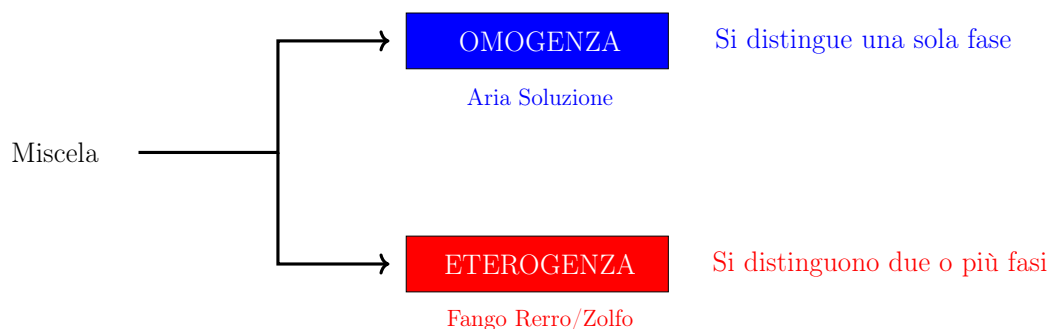 OMOGENZA
Si distingue una sola fase
Aria Soluzione
Miscela
ETEROGENZA
Si distinguono due o più fasi
Fango Rerro/Zolfo